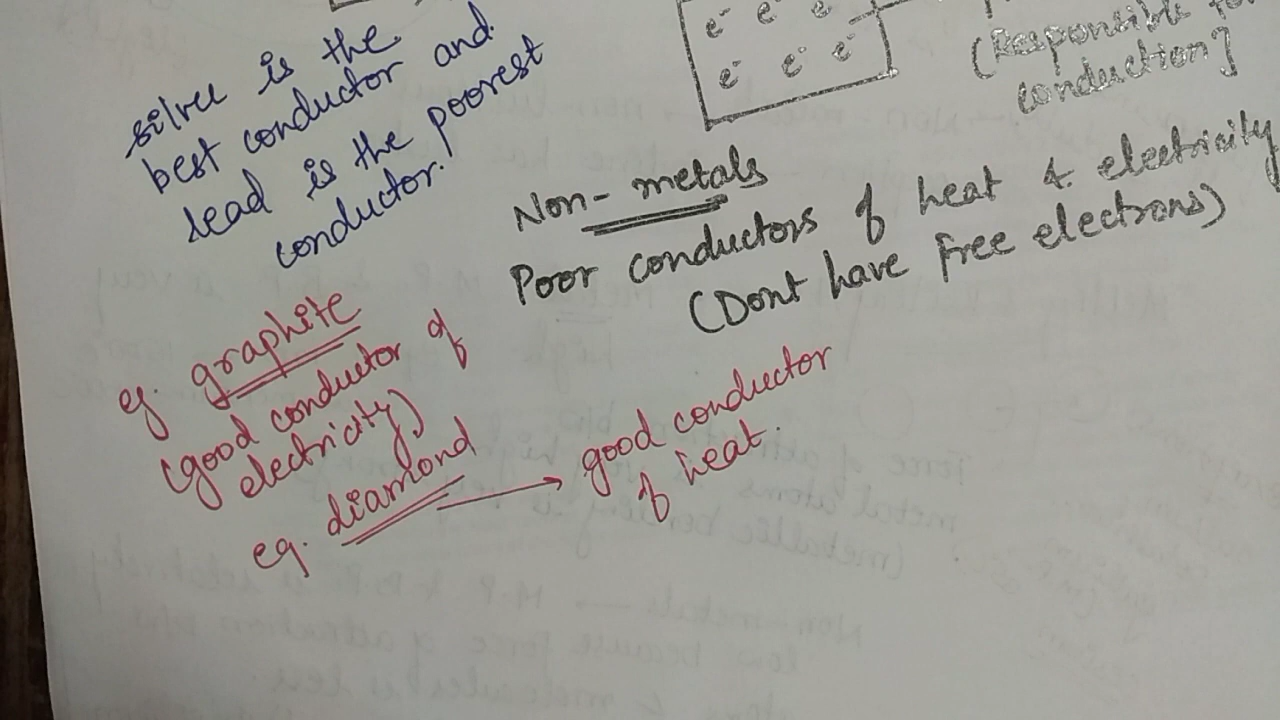 e⁻ e⁻ e⁻
e⁻ e⁻ e⁻
(Responsible
conduction]
silver is the
best conductor and
lead is the poorest
conductor.
Non-metals
Poor conductors of heat & electricity
(Dont have free electrons)
eg. graphite
(good conductor of
electricity)
eg. diamond
good conductor
of heat.